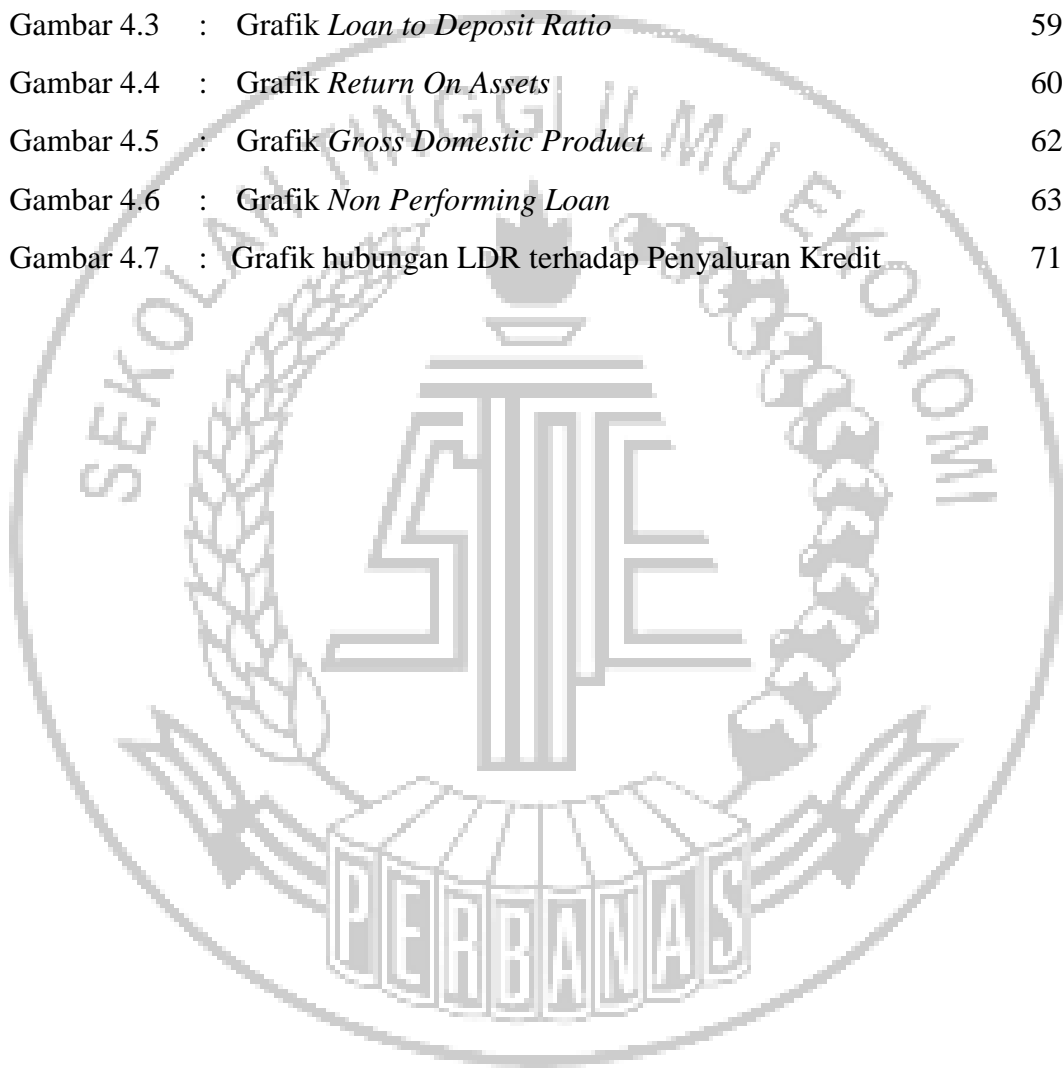 Gambar 4.3 : Grafik Loan to Deposit Ratio 59
Gambar 4.4 : Grafik Return On Assets 60
Gambar 4.5 : Grafik Gross Domestic Product 62
Gambar 4.6 : Grafik Non Performing Loan 63
Gambar 4.7 : Grafik hubungan LDR terhadap Penyaluran Kredit 71
SEKOLAH TINGGI ILMU EKONOMI
STIE
PERBANAS